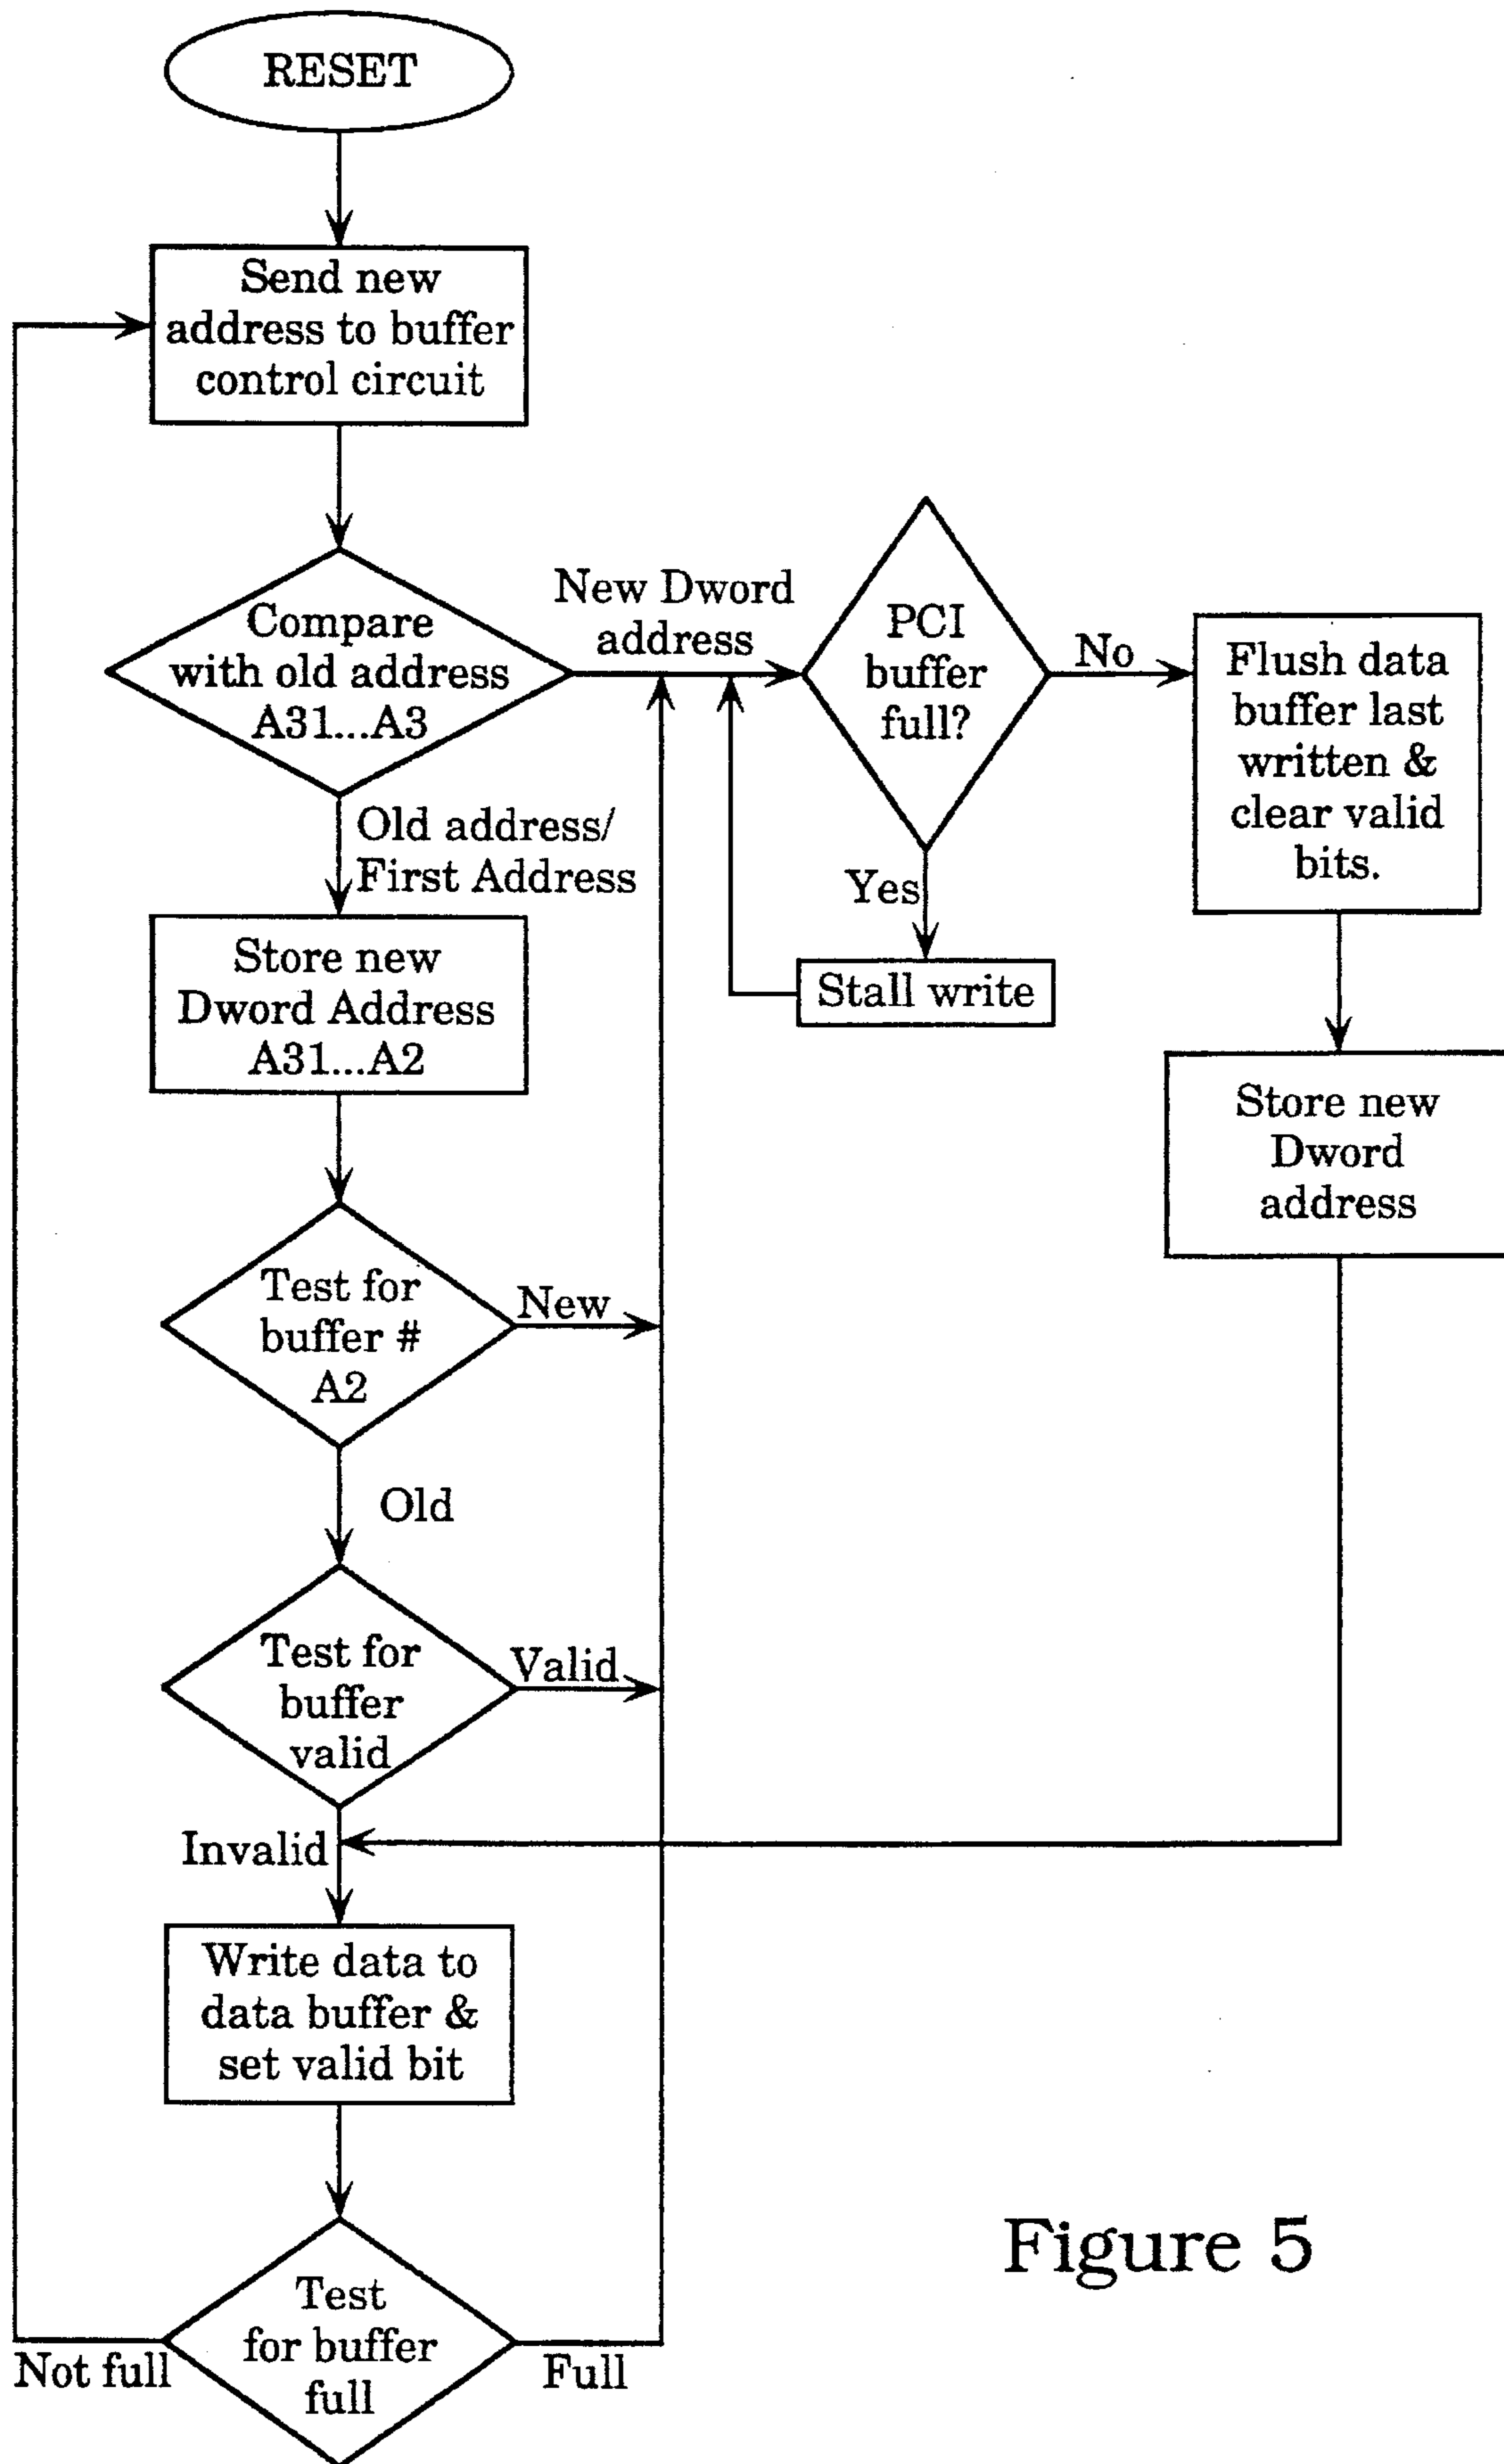 RESET
Send new
address to buffer
control circuit
Compare
with old address
A31...A3
New Dword
address
PCI
buffer
full?
No
Flush data
buffer last
written &
clear valid
bits.
Old address/
First Address
Yes
Stall write
Store new
Dword Address
A31...A2
Store new
Dword
address
Test for
buffer #
A2
New
Old
Test for
buffer
valid
Valid
Invalid
Write data to
data buffer &
set valid bit
Test
for buffer
full
Not full
Full
Figure 5